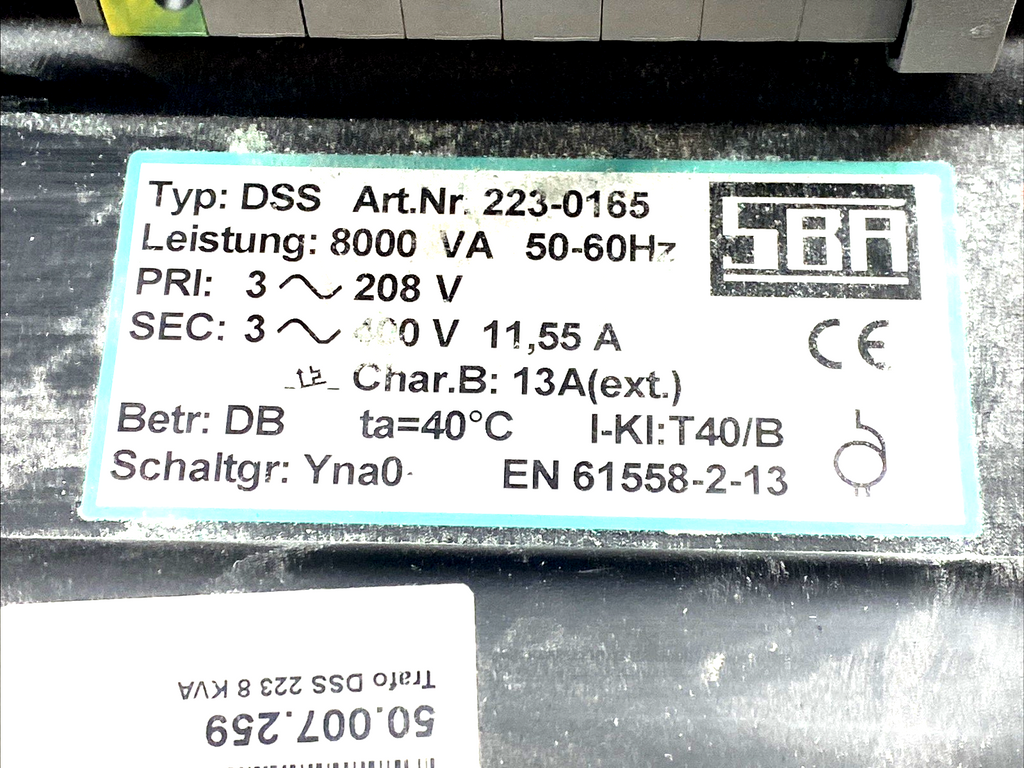 Typ: DSS Art.Nr. 223-0165
SBA
Leistung: 8000 VA 50-60Hz
PRI: 3 ~ 208 V
SEC: 3 ~ 400 V 11,55 A
CE
Char.B: 13A(ext.)
Betr: DB ta=40°C I-KI:T40/B
Schaltgr: Yna0
EN 61558-2-13
50.007.259
Trafo DSS 223 8 KVA